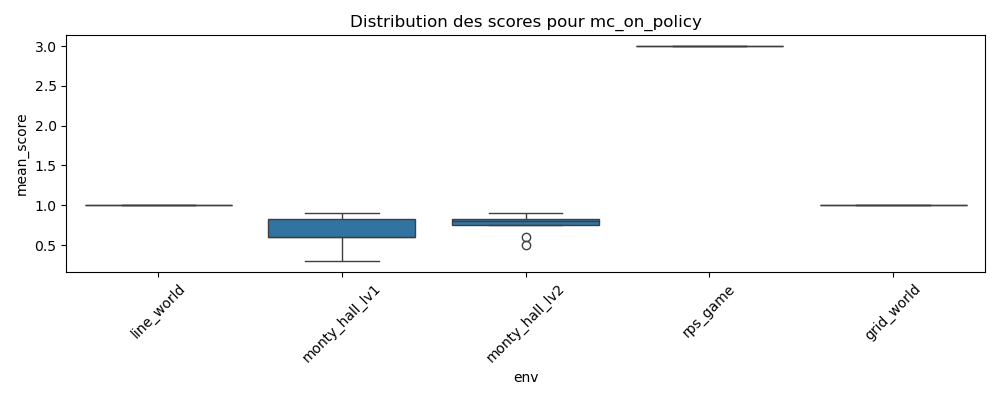 Distribution des scores pour mc_on_policy
mean_score
3.0
2.5
2.0
1.5
1.0
0.5
line_world
monty_hall_lv1
monty_hall_lv2
rps_game
grid_world
env